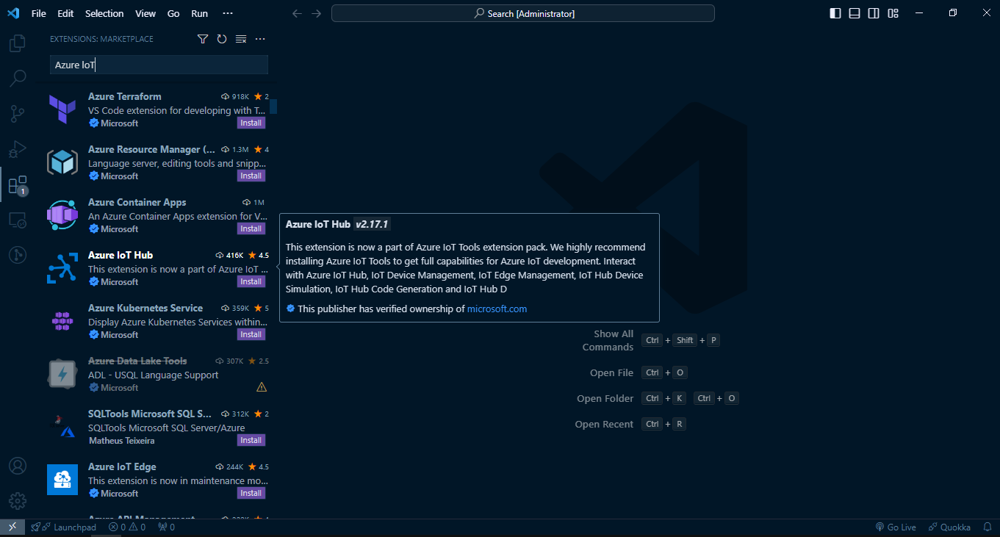 File Edit Selection View Go Run ···
Search [Administrator]
EXTENSIONS: MARKETPLACE
Azure IoT
Azure Terraform 918K 2
VS Code extension for developing with T...
Microsoft Install
Azure Resource Manager (... 1.3M 4
Language server, editing tools and snipp...
Microsoft Install
Azure Container Apps 1M
An Azure Container Apps extension for V...
Microsoft Install
Azure IoT Hub 416K 4.5
This extension is now a part of Azure IoT ...
Microsoft Install
Azure Kubernetes Service 359K 5
Display Azure Kubernetes Services within...
Microsoft Install
Azure Data Lake Tools 307K 2.5
ADL - USQL Language Support
Microsoft
SQLTools Microsoft SQL S... 312K 2
SQLTools Microsoft SQL Server/Azure
Matheus Teixeira Install
Azure IoT Edge 244K 4.5
This extension is now in maintenance mo...
Microsoft Install
Azure API Management
1
Azure IoT Hub v2.17.1
This extension is now a part of Azure IoT Tools extension pack. We highly recommend
installing Azure IoT Tools to get full capabilities for Azure IoT development. Interact
with Azure IoT Hub, IoT Device Management, IoT Edge Management, IoT Hub Device
Simulation, IoT Hub Code Generation and IoT Hub D
This publisher has verified ownership of microsoft.com
Show All
Commands Ctrl + Shift + P
Open File Ctrl + O
Open Folder Ctrl + K Ctrl + O
Open Recent Ctrl + R
Launchpad 0 0 0 Go Live Quokka